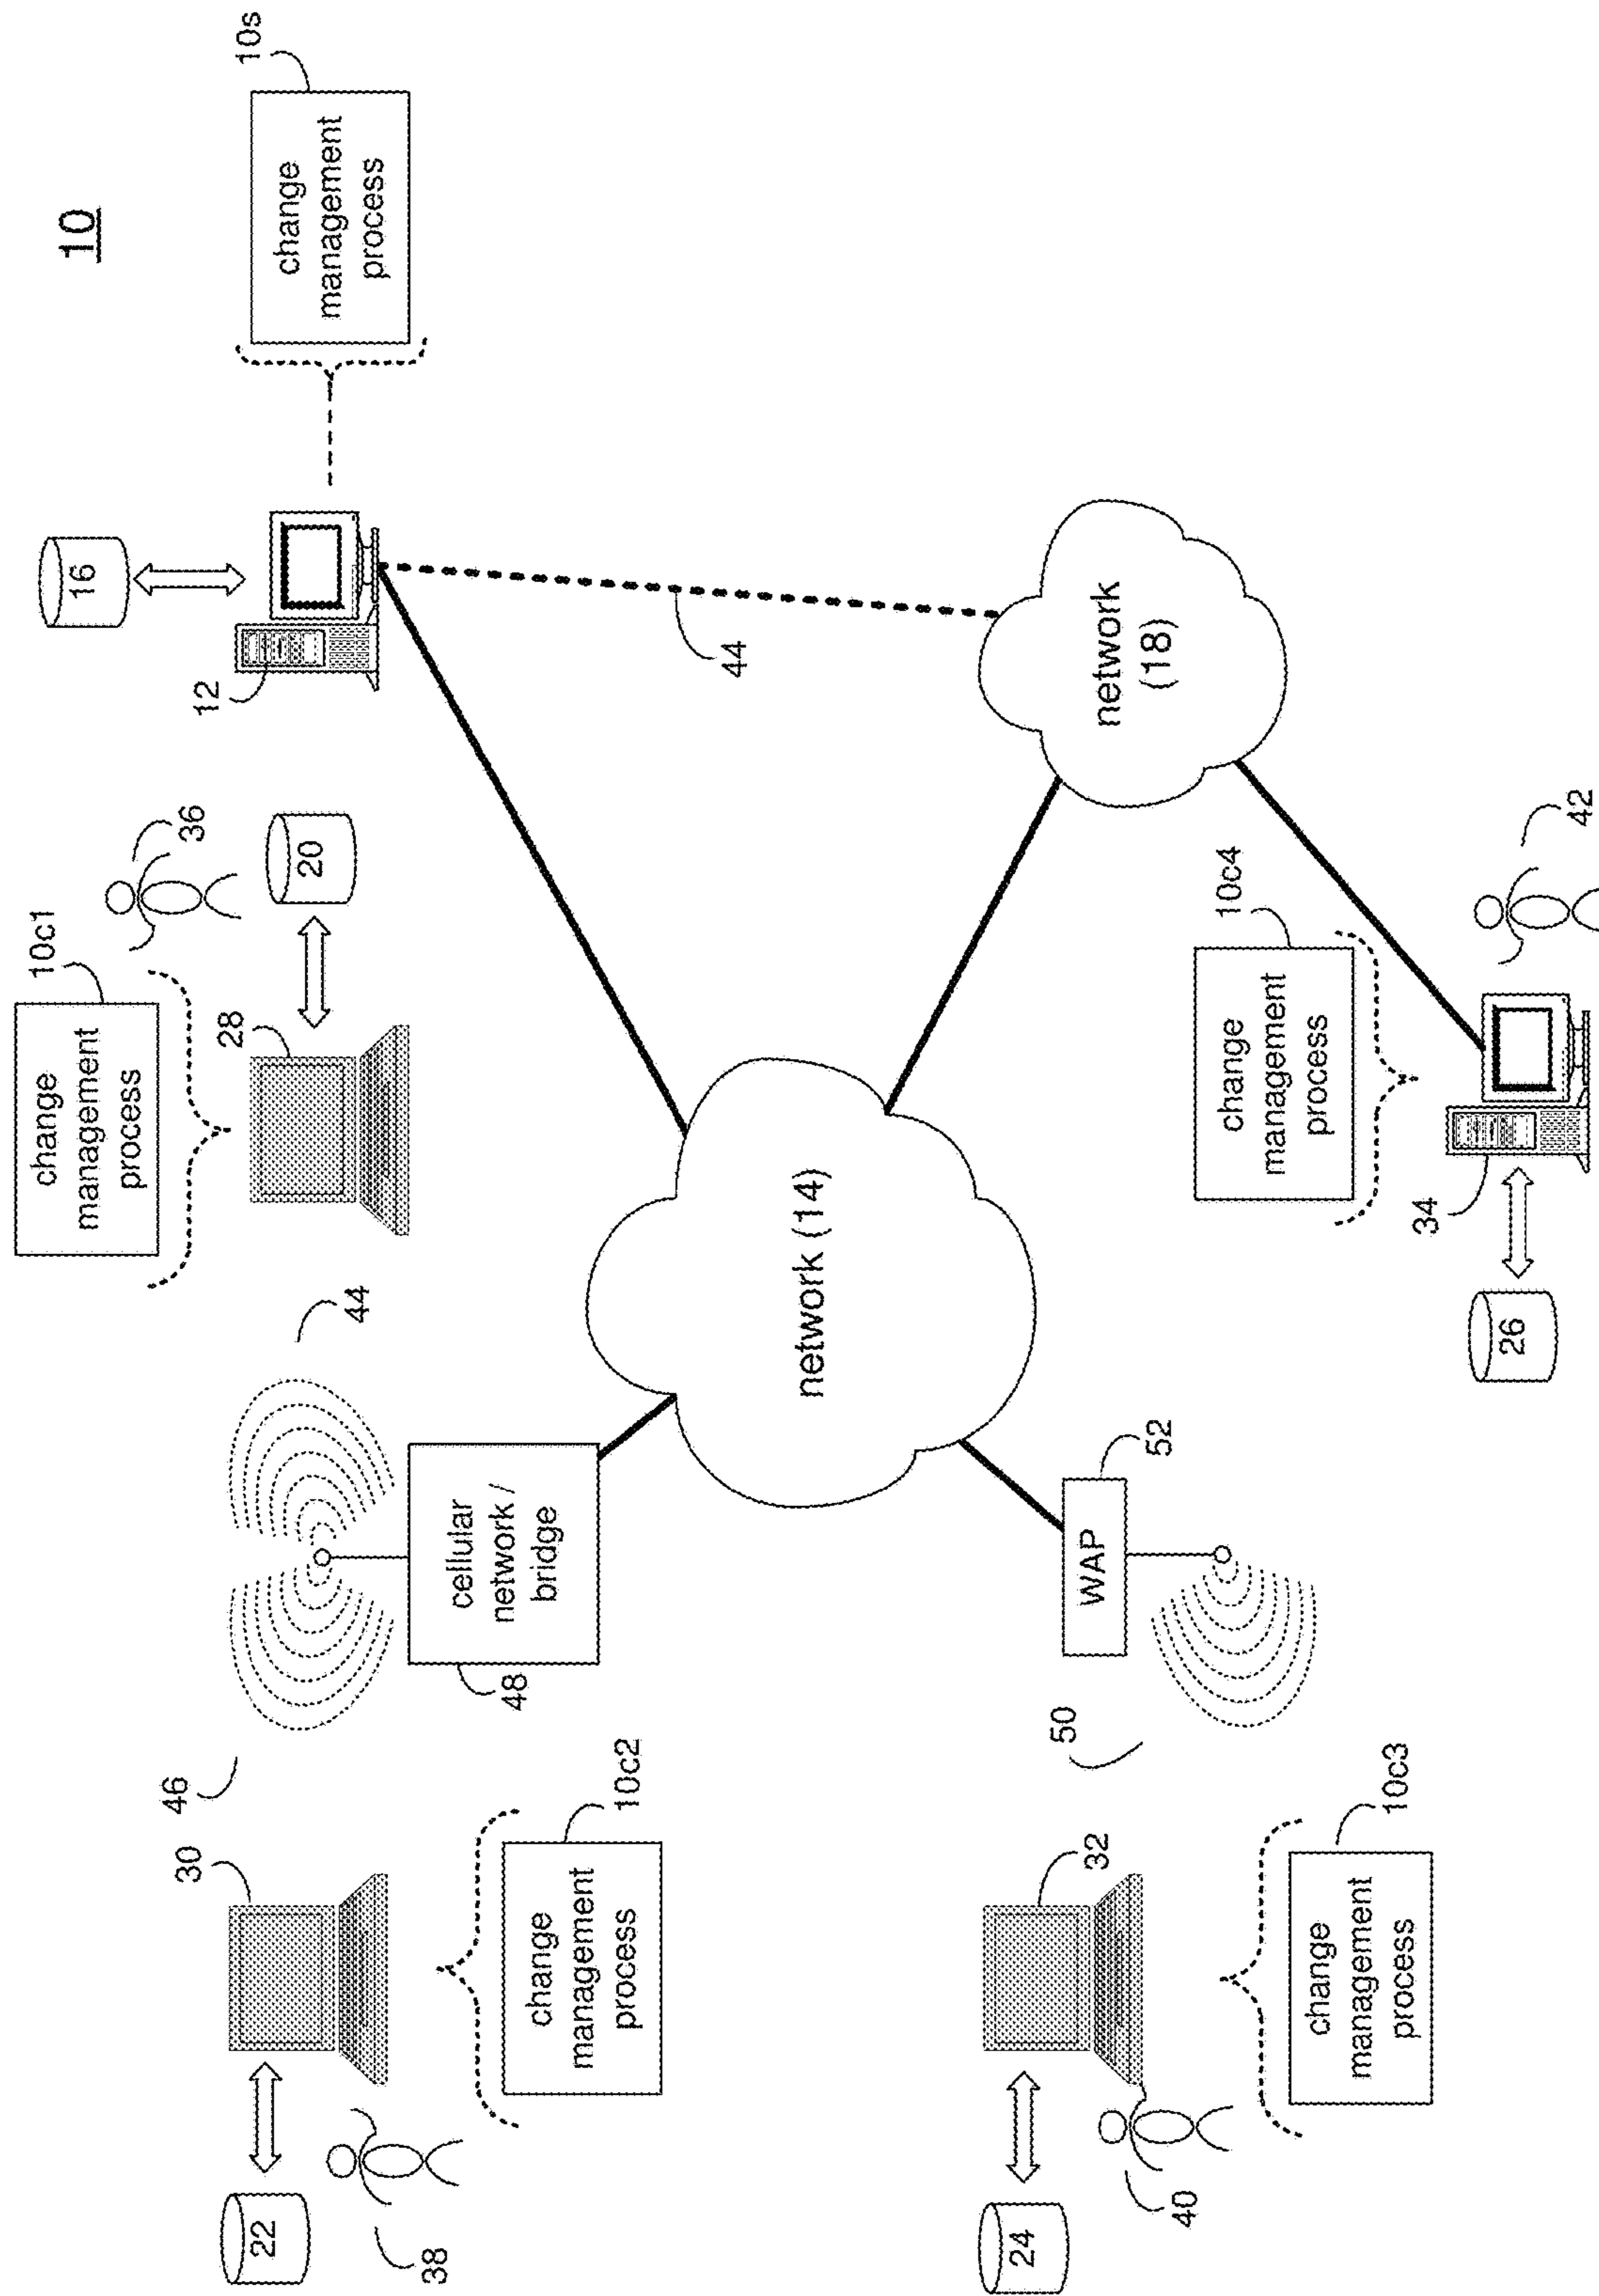 10
10s
change
management
process
16
12
36
20
10c1
change
management
process
28
44
44
46
cellular
network /
bridge
48
network (14)
network
(18)
30
22
38
10c2
change
management
process
10c4
change
management
process
42
34
26
WAP
52
50
32
24
40
10c3
change
management
process